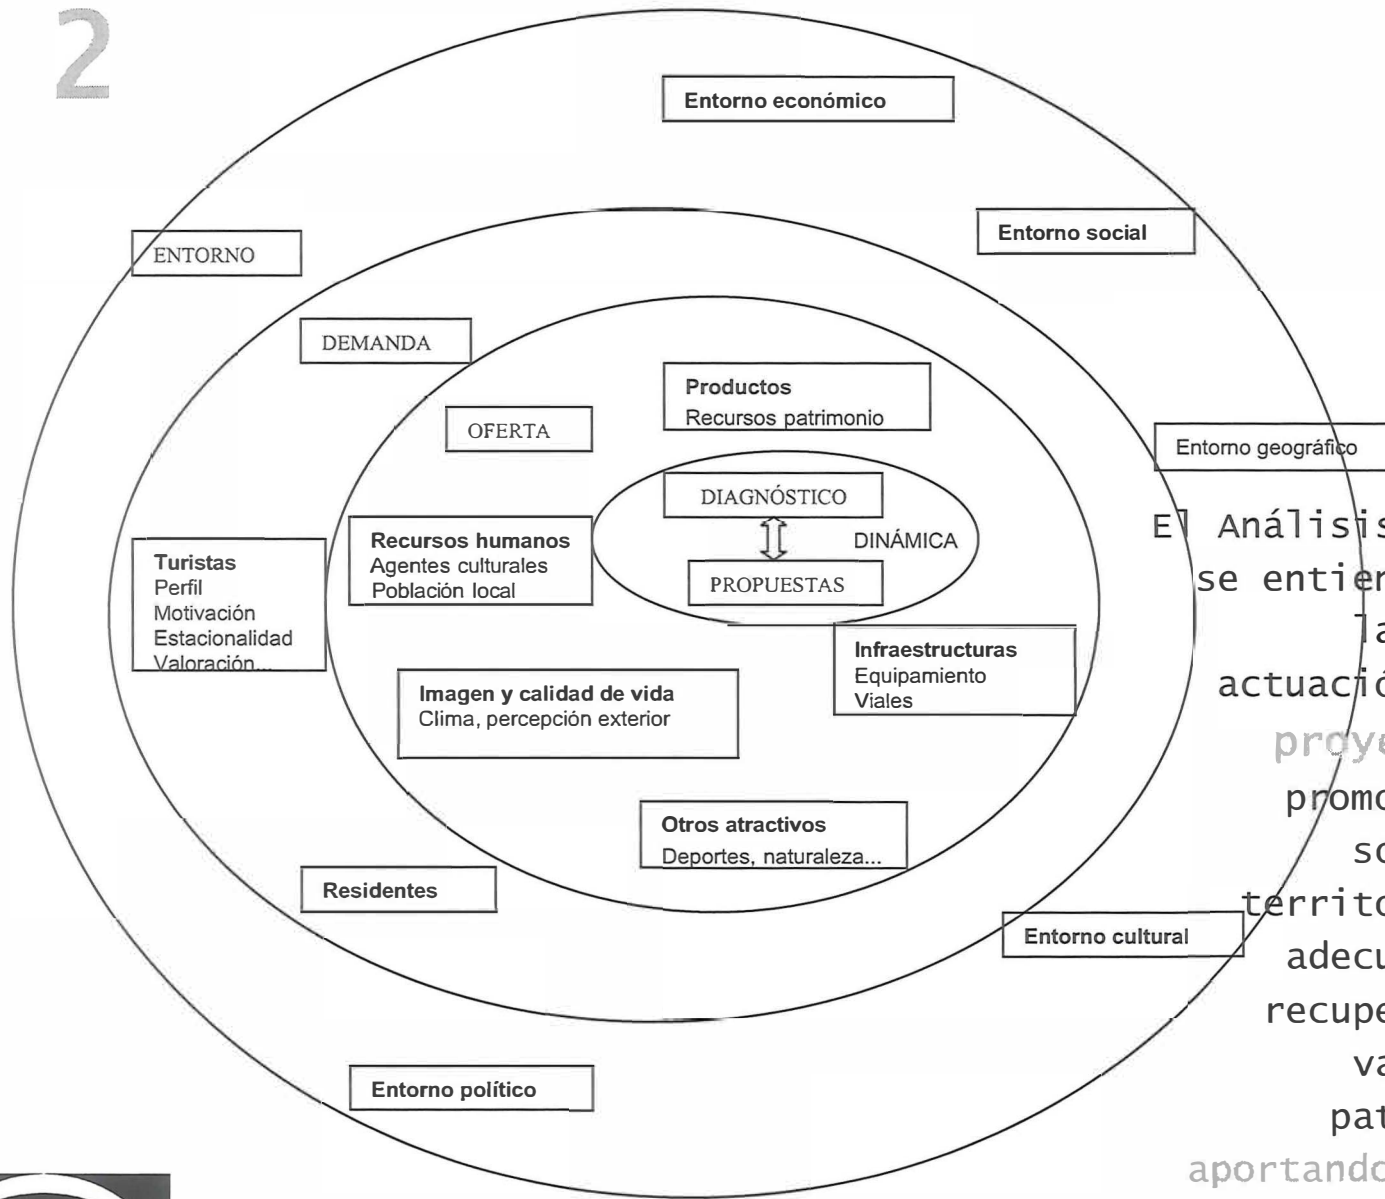 2
Entorno económico
Entorno social
ENTORNO
DEMANDA
Productos
Recursos patrimonio
OFERTA
Entorno geográfico
DIAGNÓSTICO
DINÁMICA
PROPUESTAS
Recursos humanos
Agentes culturales
Población local
Turistas
Perfil
Motivación
Estacionalidad
Valoración...
Infraestructuras
Equipamiento
Viales
Imagen y calidad de vida
Clima, percepción exterior
Otros atractivos
Deportes, naturaleza...
Residentes
Entorno cultural
Entorno político
El Análisis
se entien
la
actuació
proye
promo
so
territo
adecu
recupe
va
pat
aportando